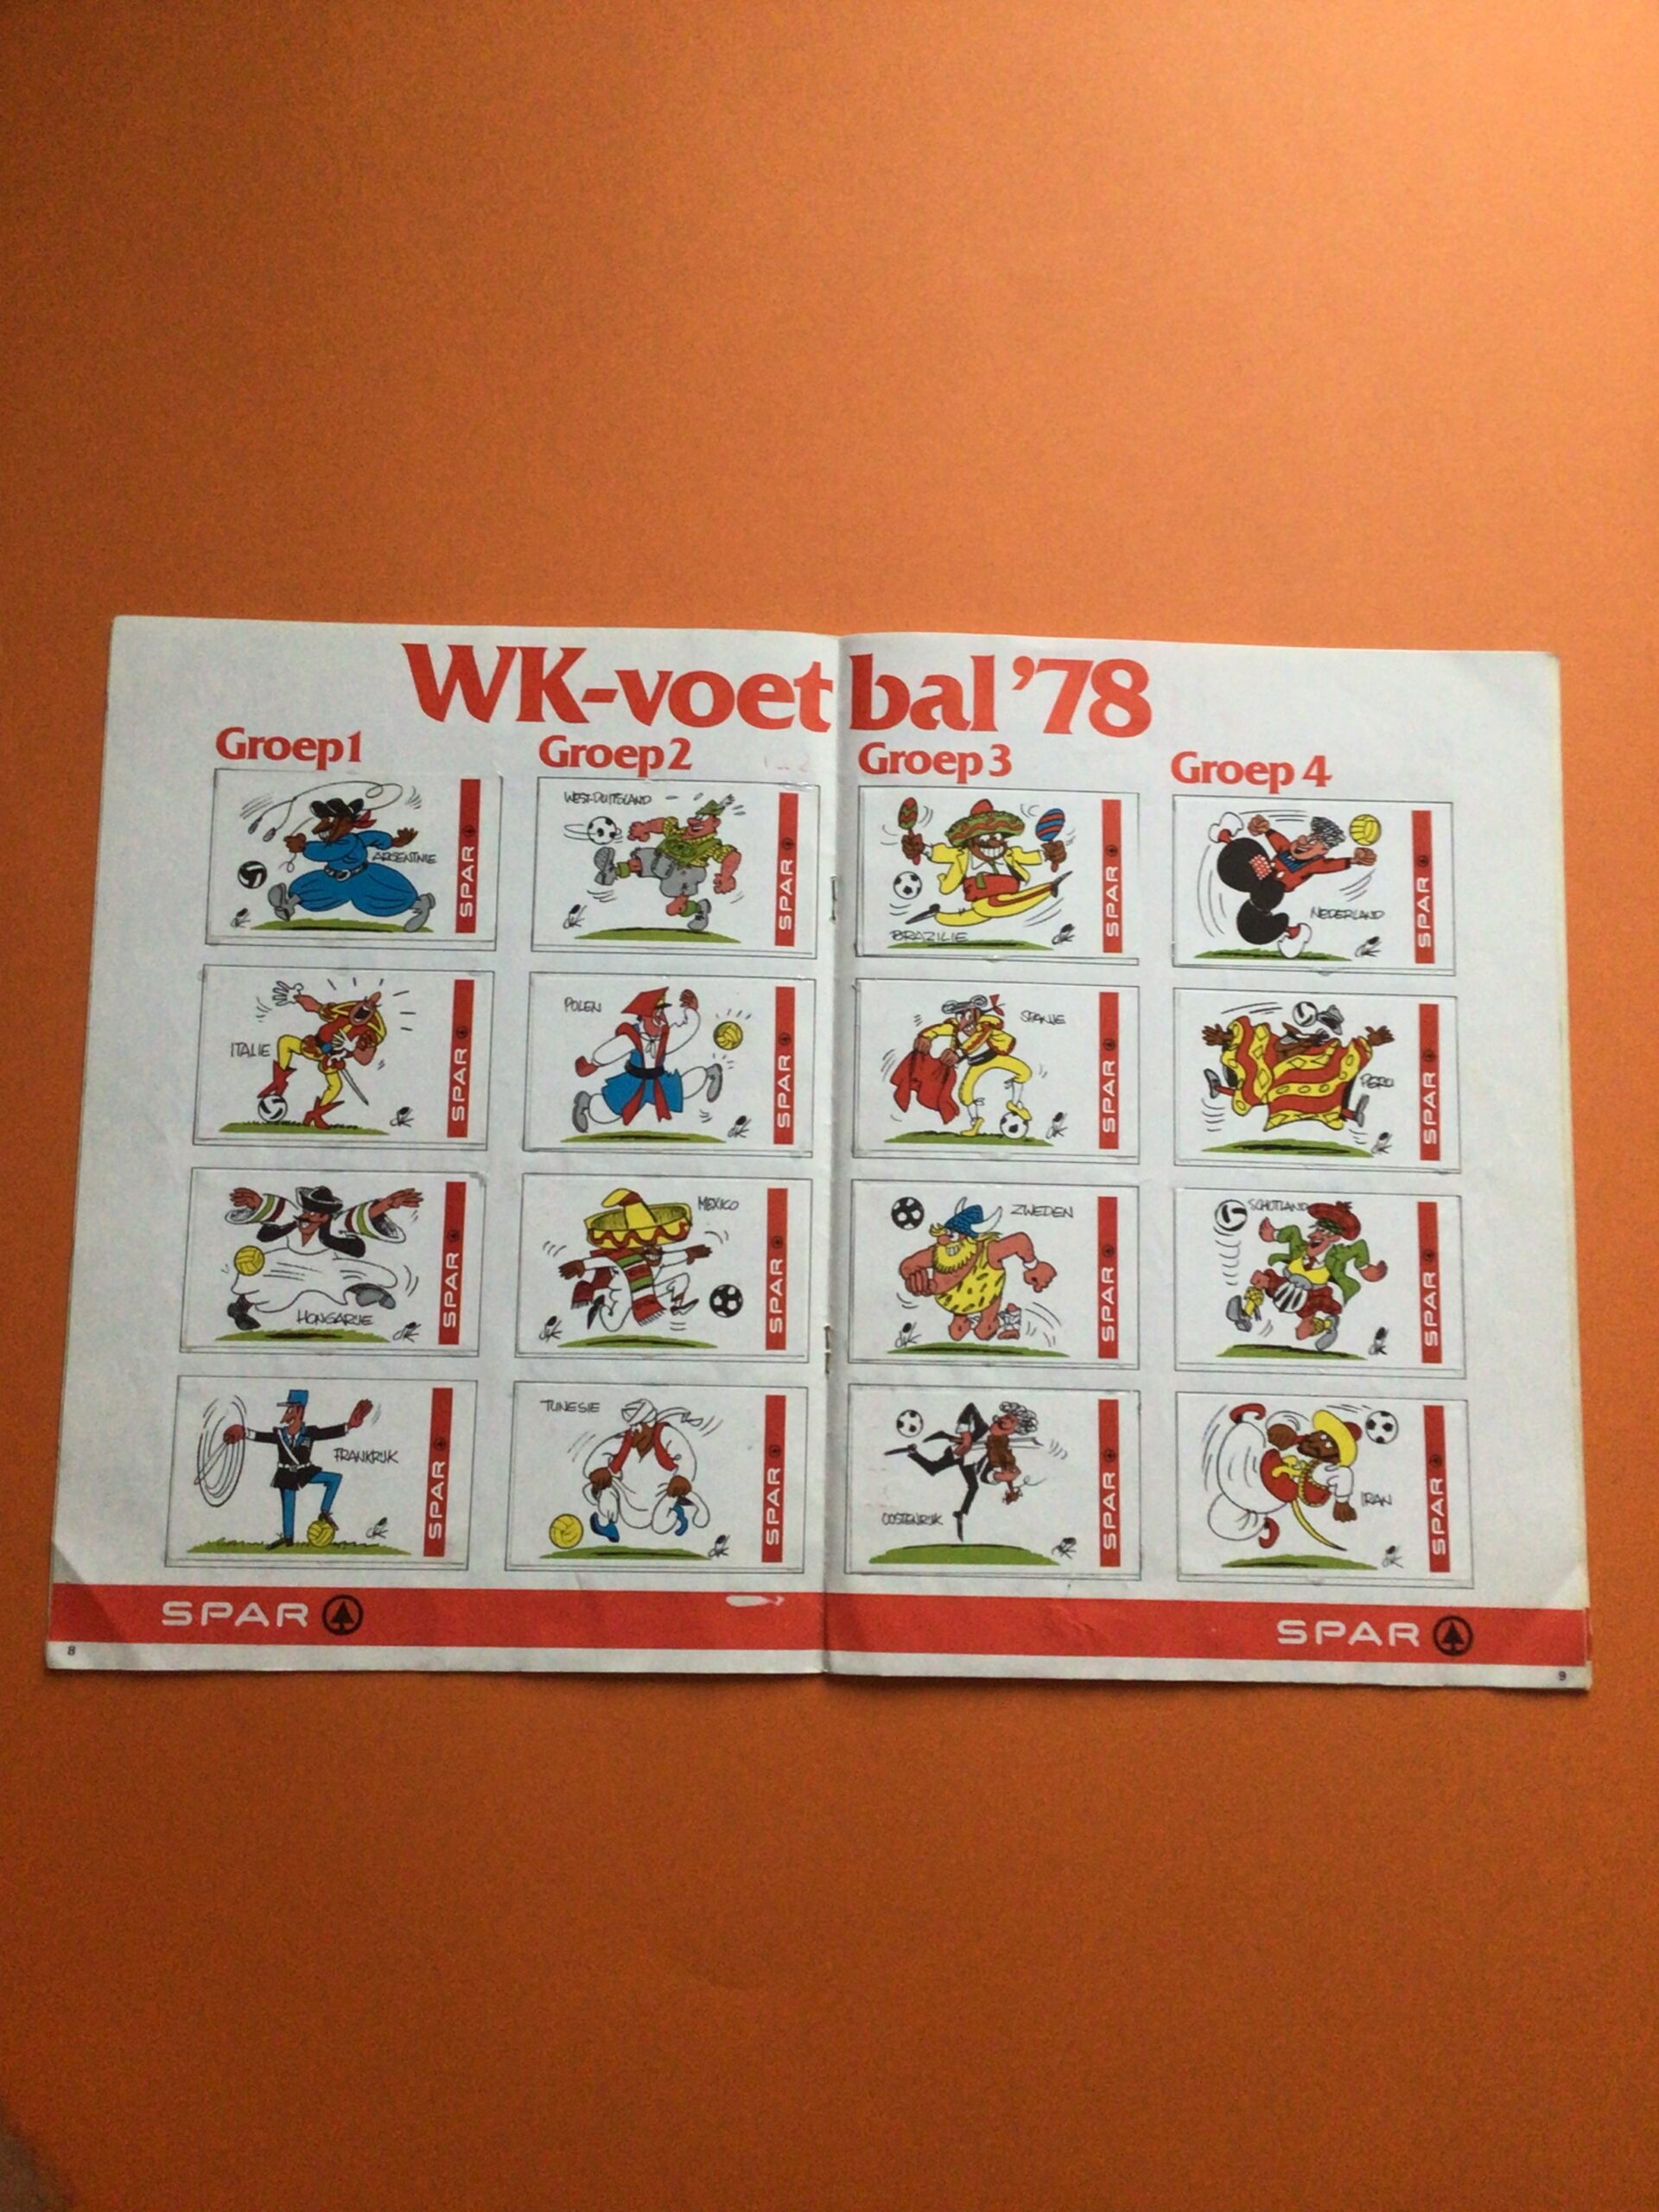 WK-voetbal '78
Groep 1
Groep 2
Groep 3
Groep 4
ARGENTINIE
SPAR
WEST-DUITSLAND
SPAR
BRAZILIE
SPAR
NEDERLAND
SPAR
ITALIE
SPAR
POLEN
SPAR
SPANJE
SPAR
PERU
SPAR
HONGARIJE
SPAR
MEXICO
SPAR
ZWEDEN
SPAR
SCHOTLAND
SPAR
FRANKRIJK
SPAR
TUNESIE
SPAR
OOSTENRIJK
SPAR
IRAN
SPAR
SPAR
SPAR
8
9